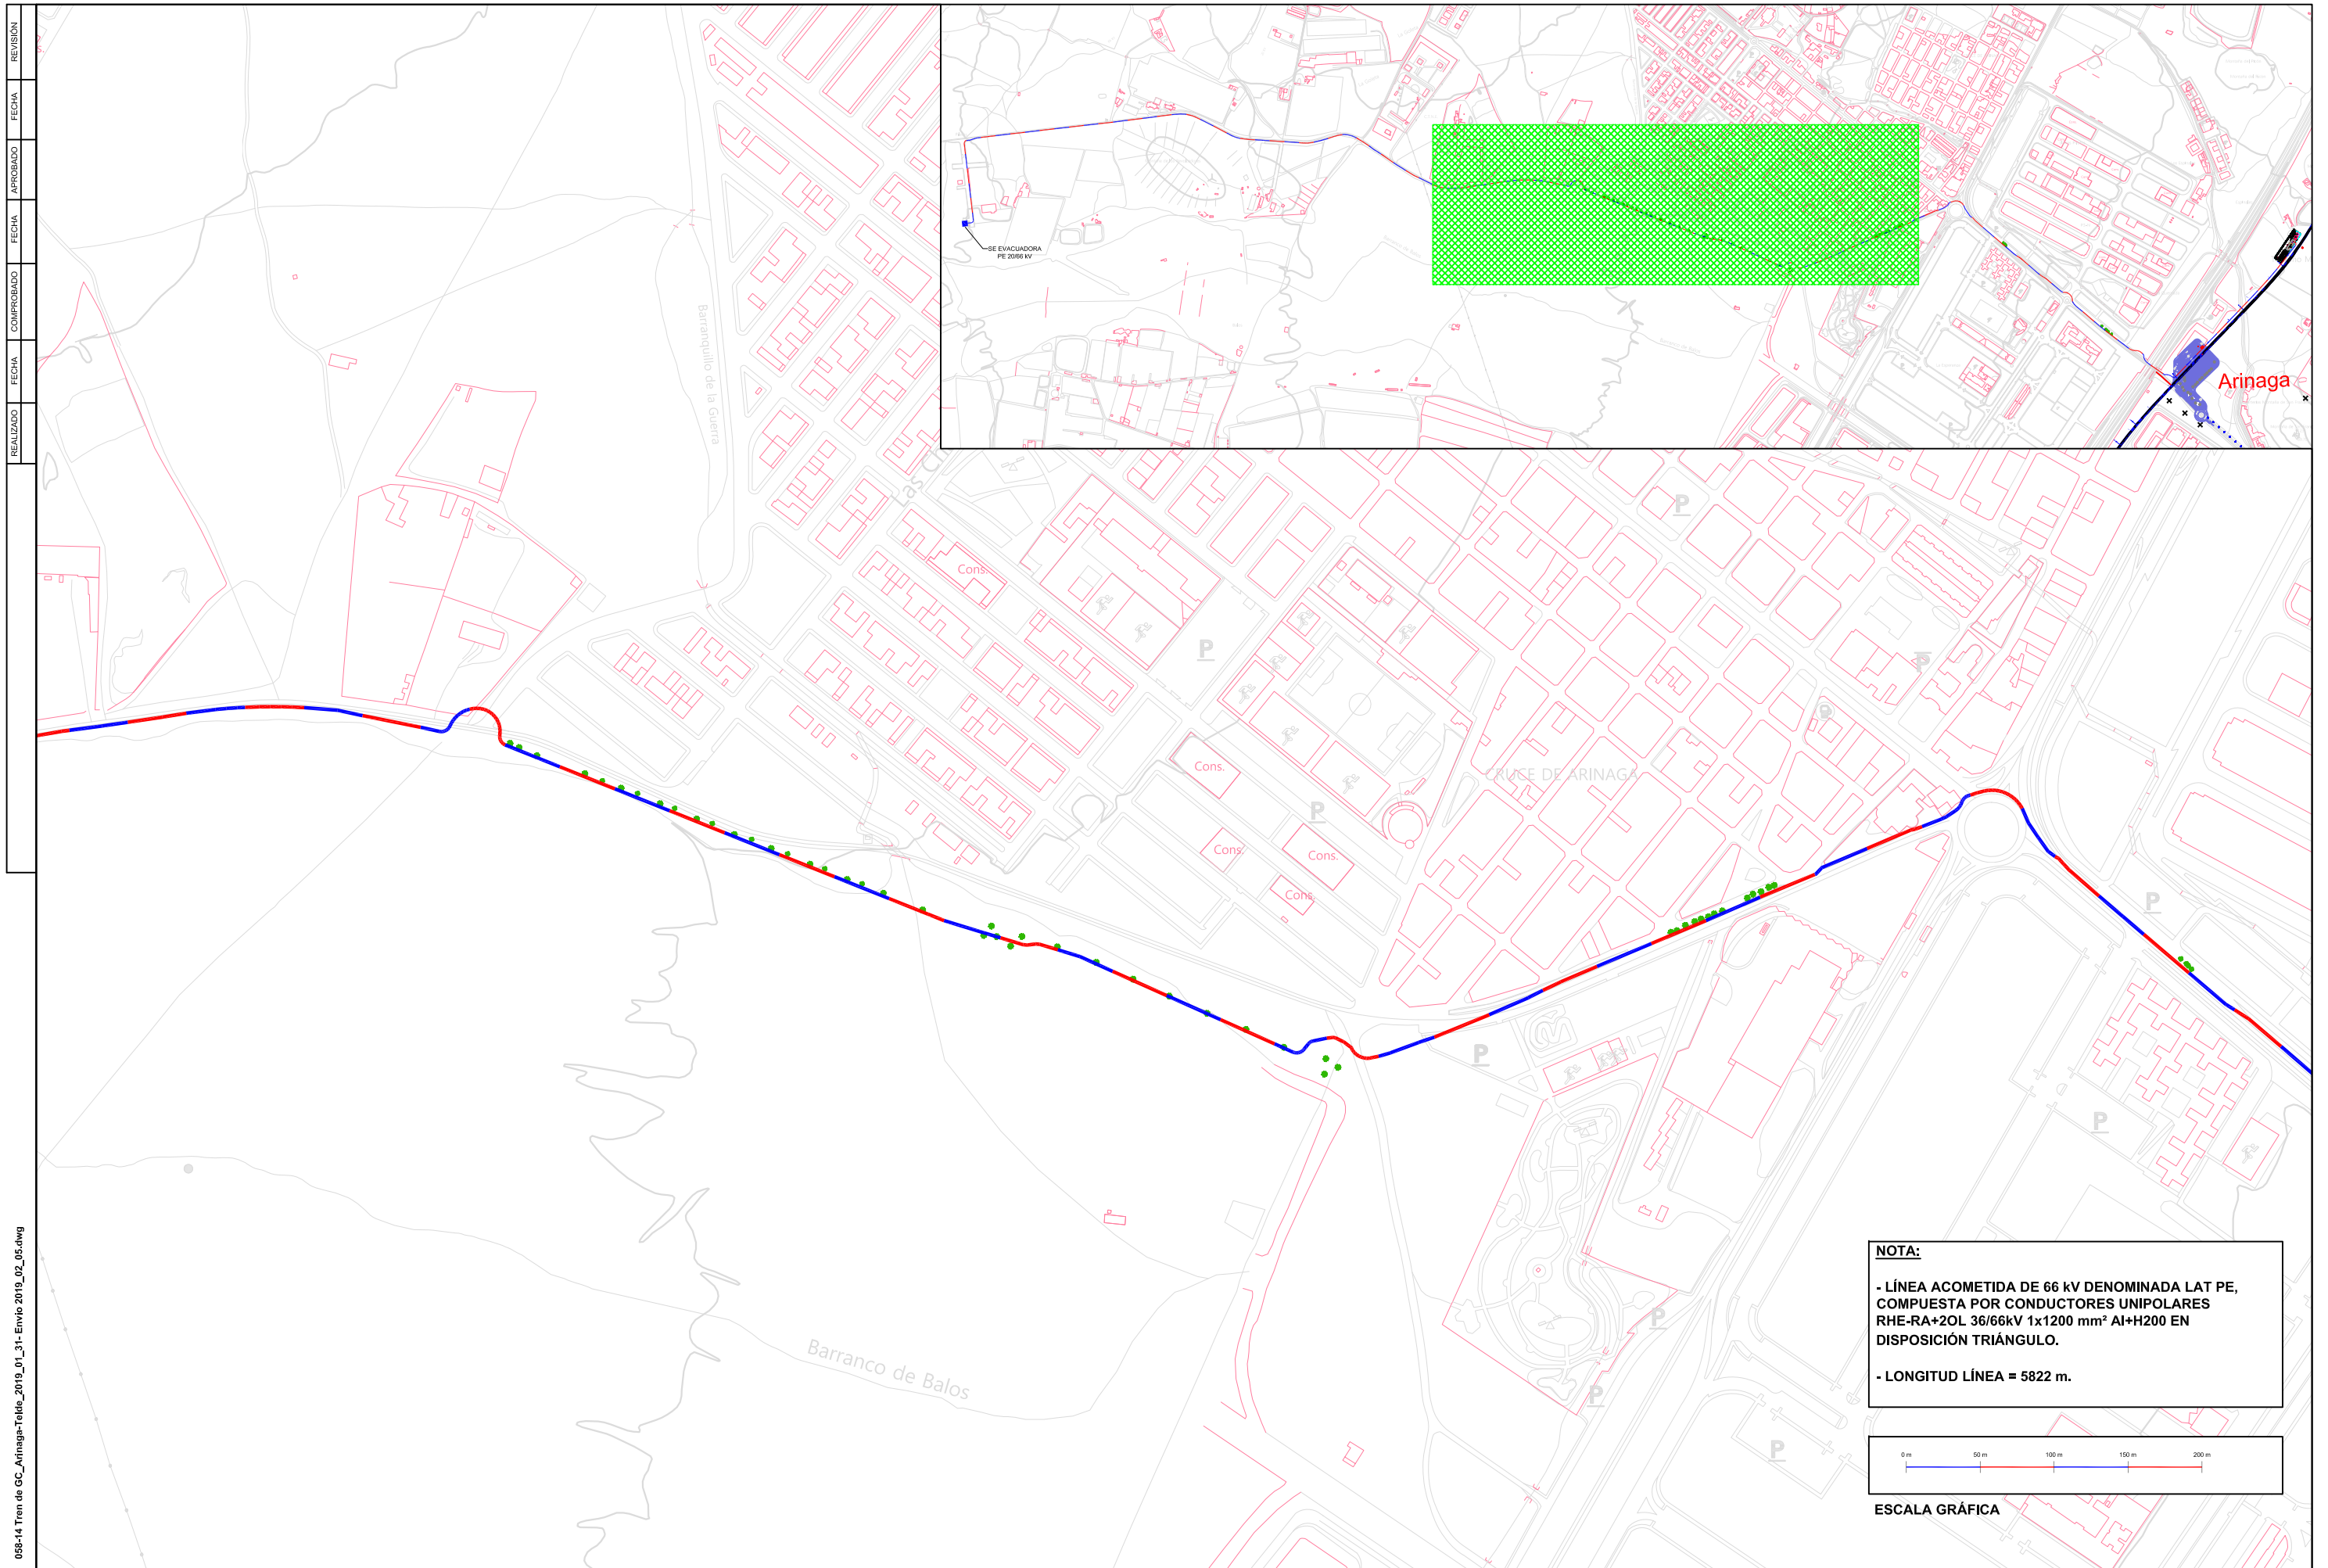 REVISIÓN
FECHA
APROBADO
FECHA
COMPROBADO
FECHA
REALIZADO
058-14 Tren de GC_Arinaga-Telde_2019_01_31- Envio 2019_02_05.dwg
SE EVACUADORA
PE 20/66 kV
Arinaga
Barranquillo de la Guerra
Cons.
P
P
P
Cons.
P
CRUCE DE ARINAGA
P
Cons.
Cons.
Cons.
P
P
P
Barranco de Balos
P
P
P
NOTA:
- LÍNEA ACOMETIDA DE 66 kV DENOMINADA LAT PE,
COMPUESTA POR CONDUCTORES UNIPOLARES
RHE-RA+2OL 36/66kV 1x1200 mm² Al+H200 EN
DISPOSICIÓN TRIÁNGULO.
- LONGITUD LÍNEA = 5822 m.
0 m 50 m 100 m 150 m 200 m
ESCALA GRÁFICA